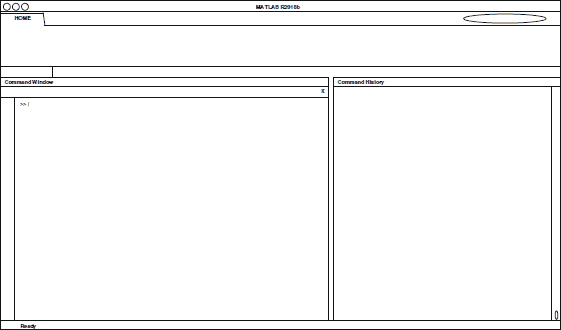 MATLAB R2016b
HOME
Command Window
Command History
X
>> |
Ready